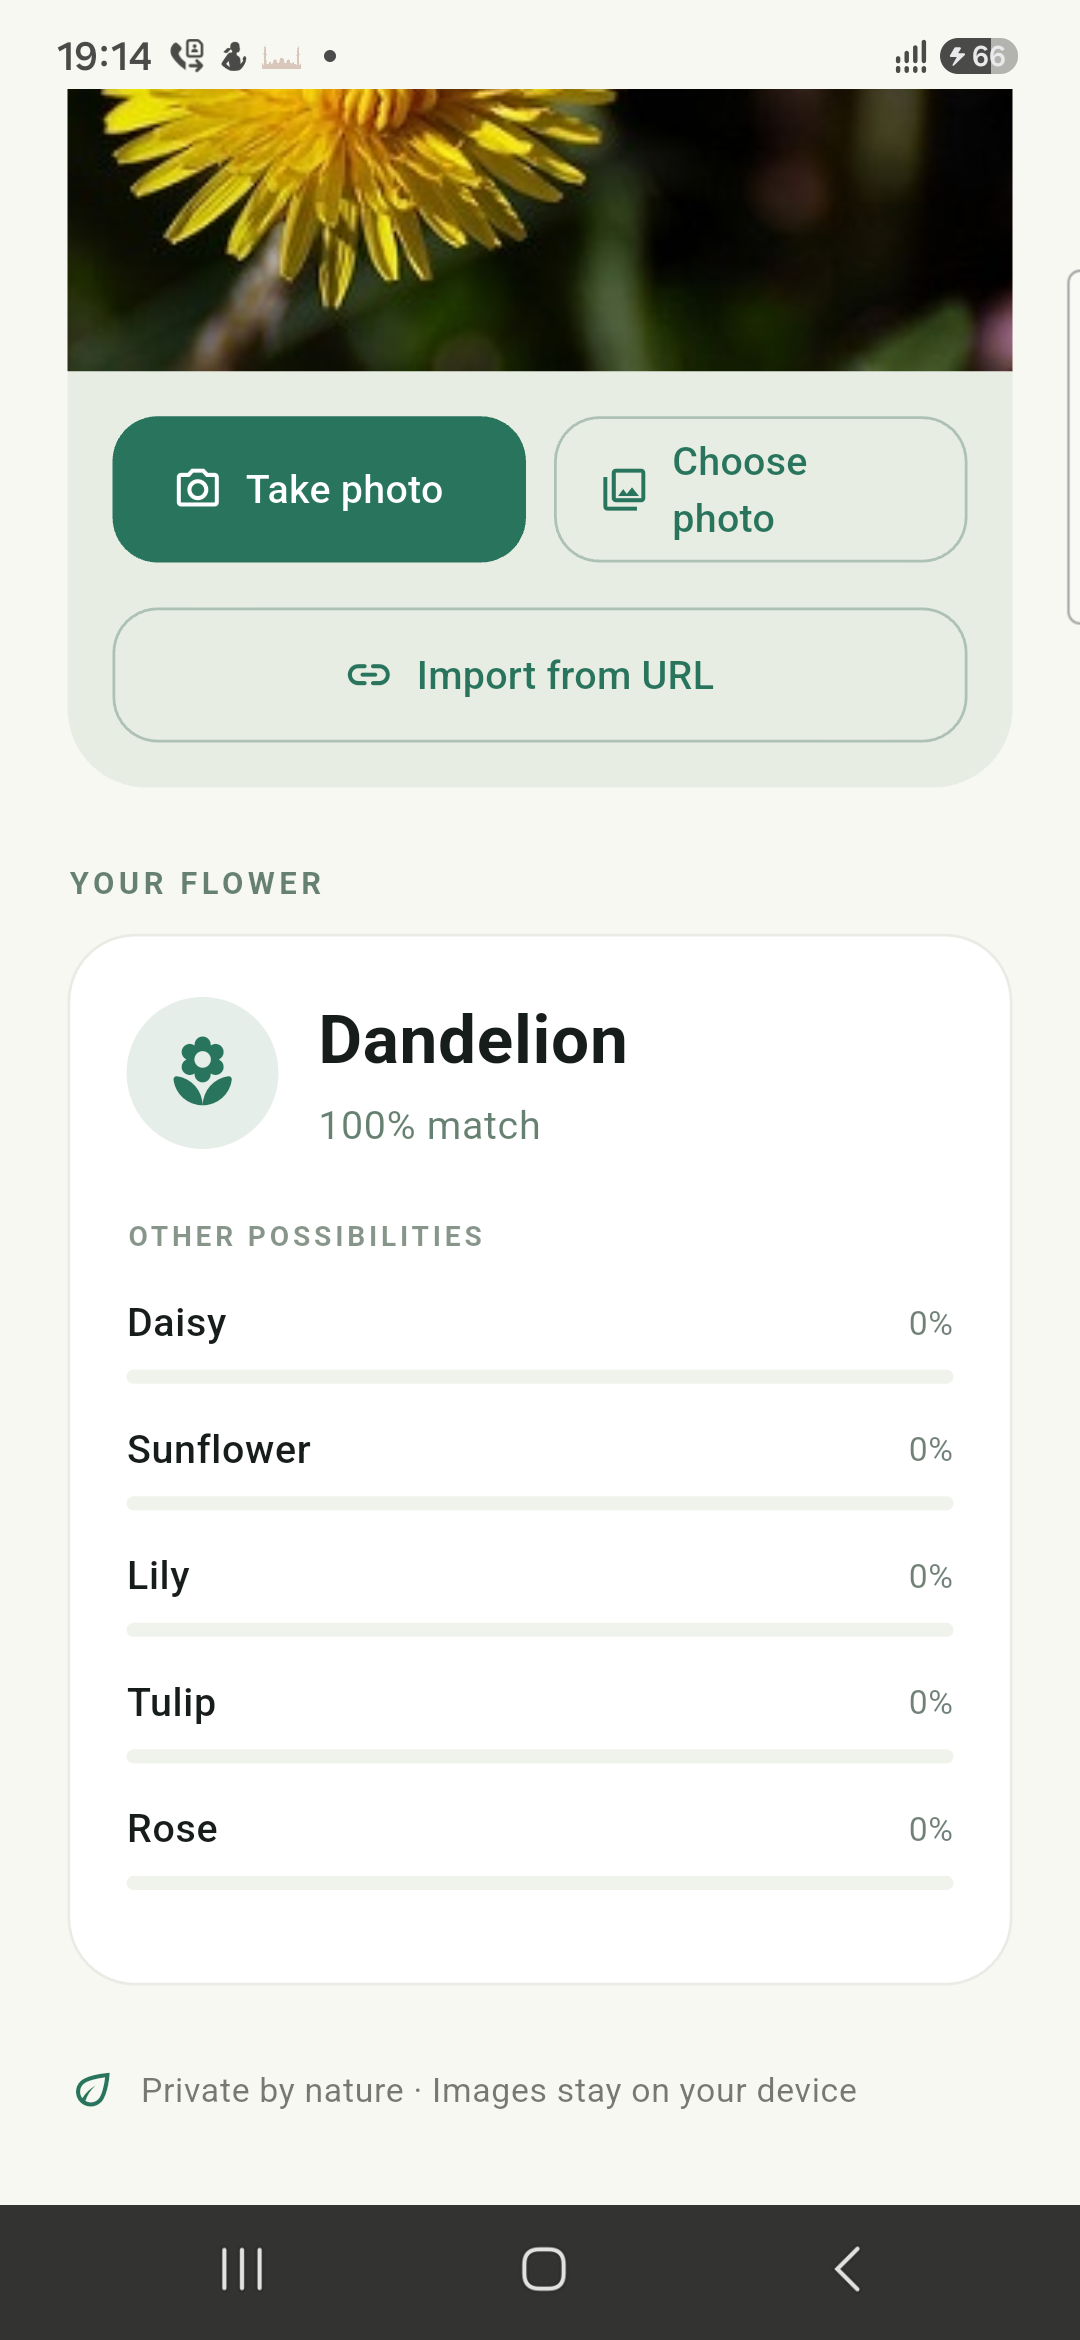 19:14
66
Take photo
Choose
photo
Import from URL
YOUR FLOWER
Dandelion
100% match
OTHER POSSIBILITIES
Daisy 0%
Sunflower 0%
Lily 0%
Tulip 0%
Rose 0%
Private by nature · Images stay on your device